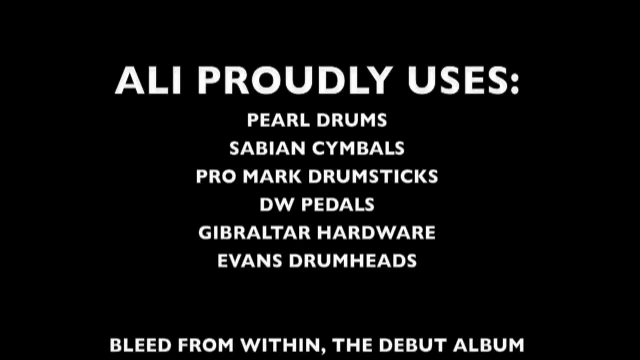 ALI PROUDLY USES:
PEARL DRUMS
SABIAN CYMBALS
PRO MARK DRUMSTICKS
DW PEDALS
GIBRALTAR HARDWARE
EVANS DRUMHEADS
BLEED FROM WITHIN, THE DEBUT ALBUM